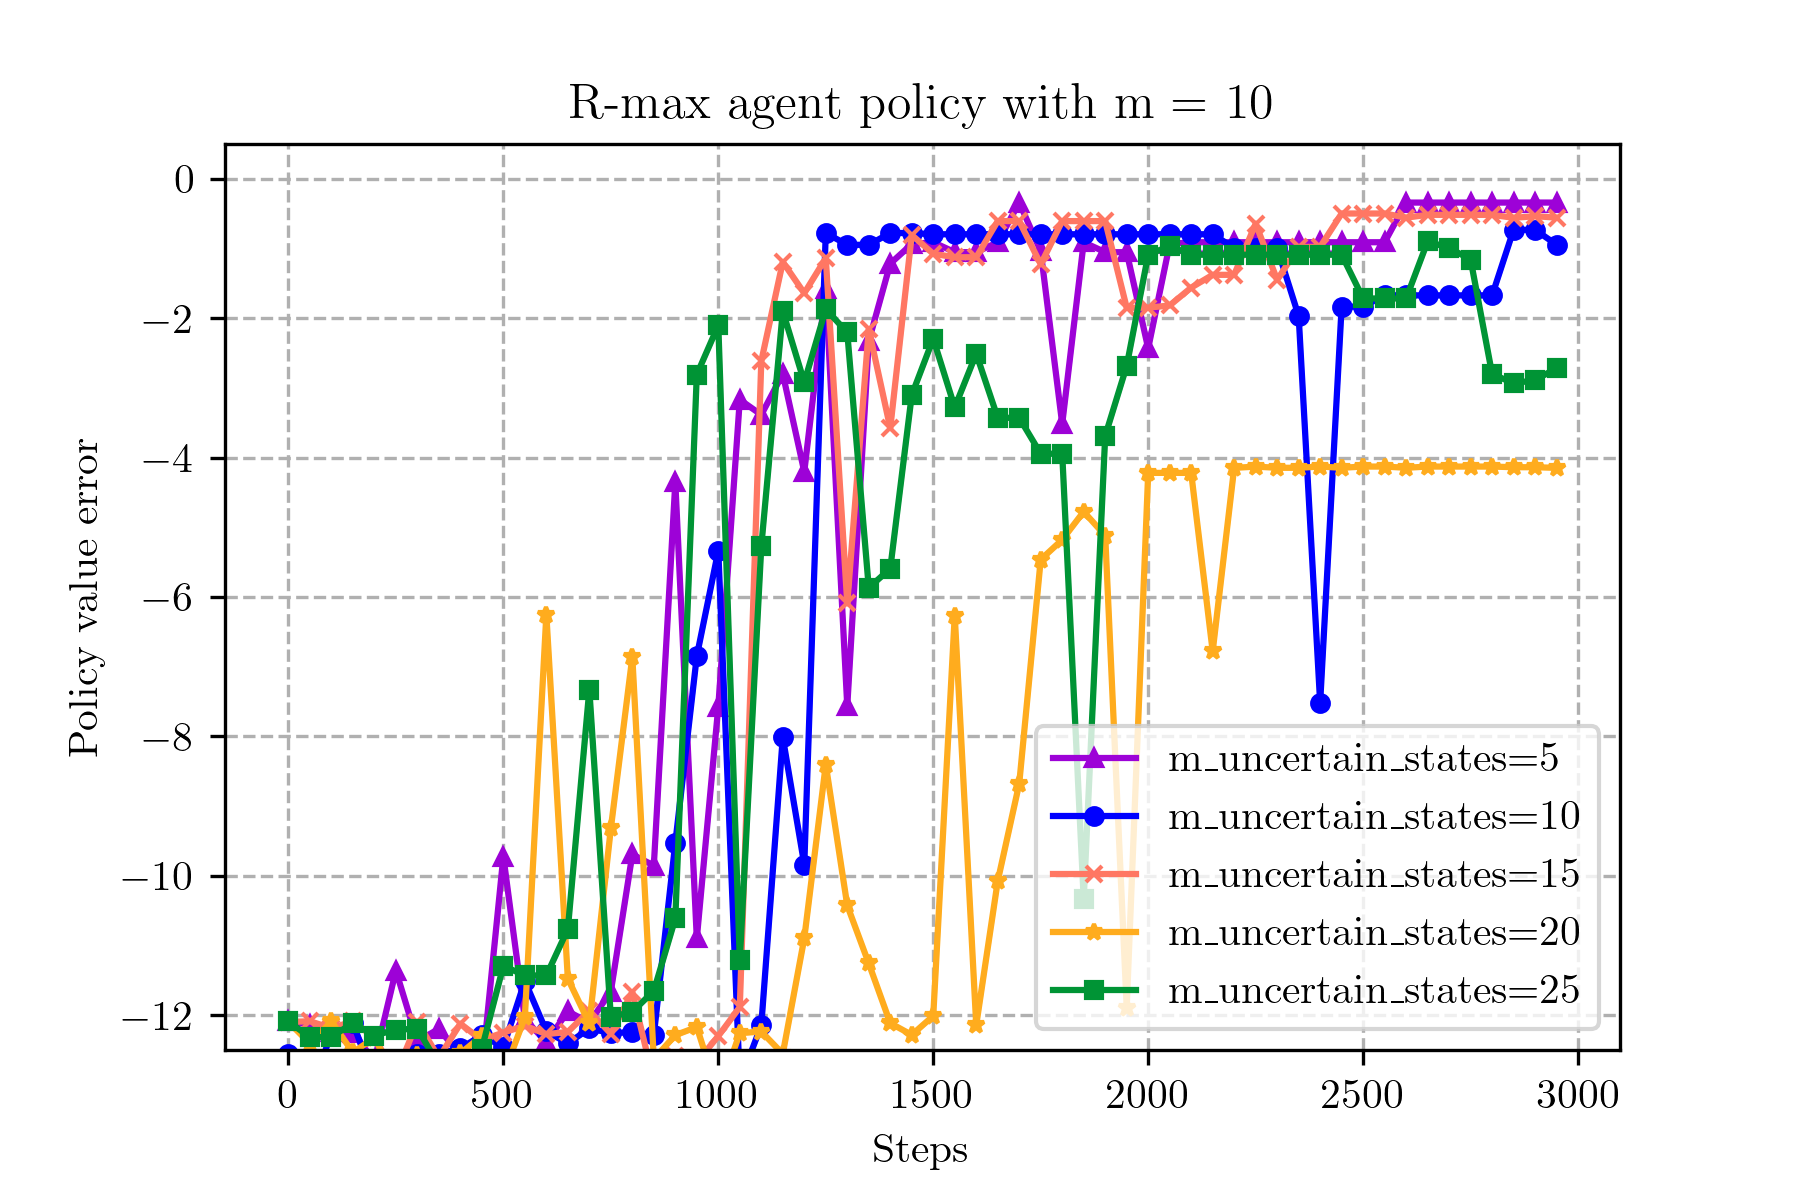 R-max agent policy with m = 10
Policy value error
0
−2
−4
−6
−8
−10
−12
m_uncertain_states=5
m_uncertain_states=10
m_uncertain_states=15
m_uncertain_states=20
m_uncertain_states=25
0 500 1000 1500 2000 2500 3000
Steps